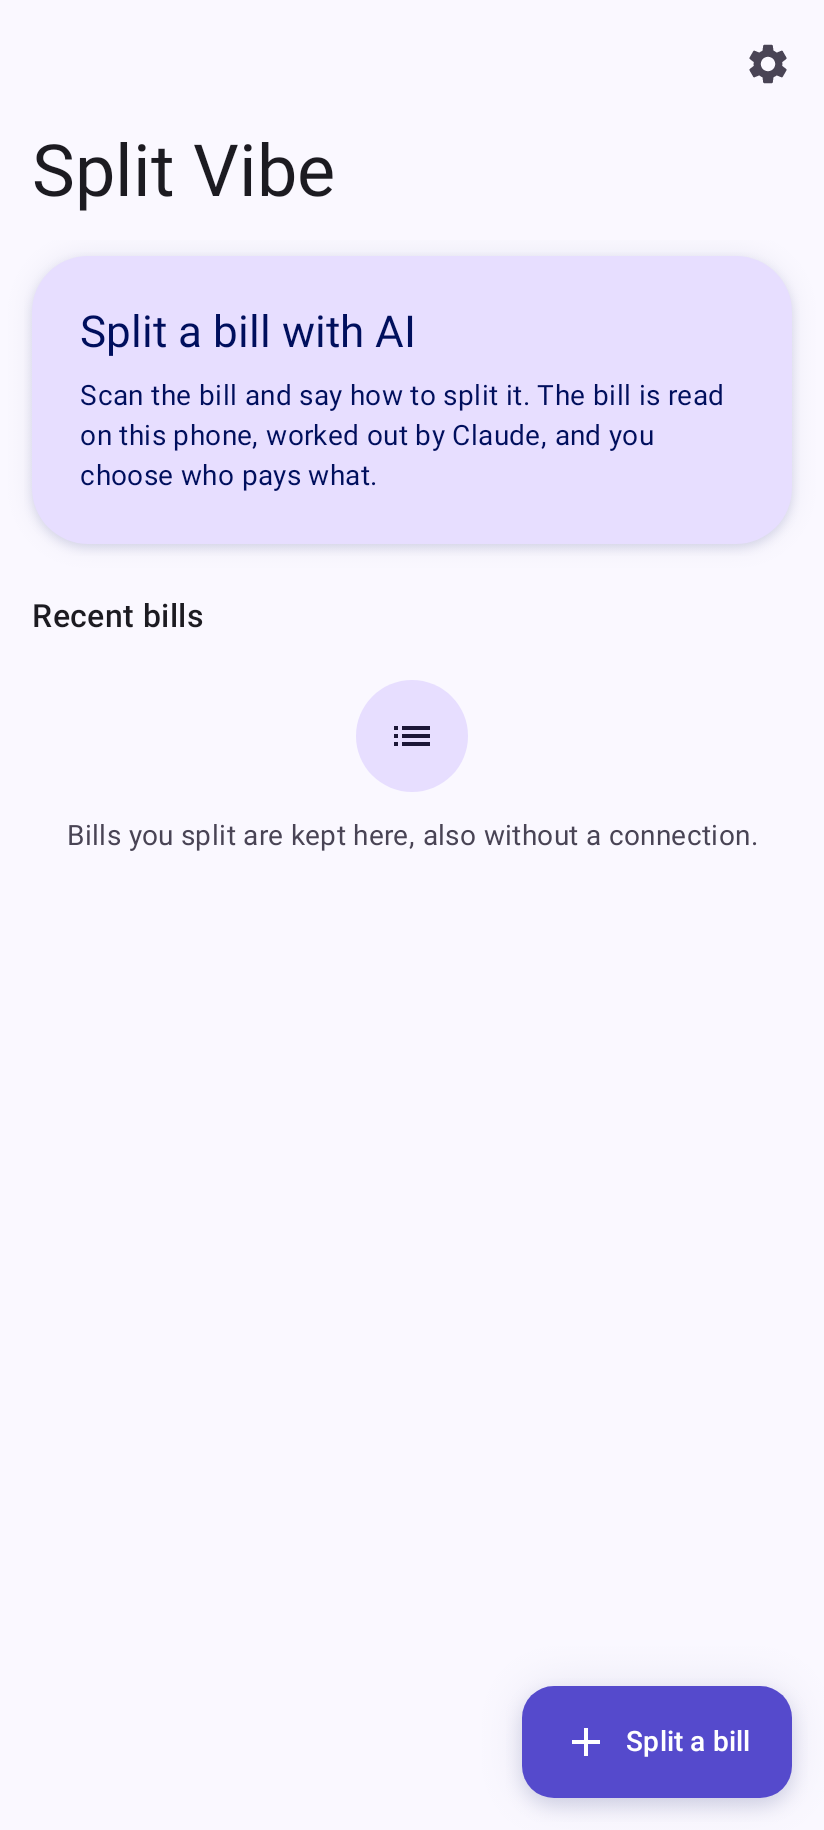 Split Vibe
Split a bill with AI
Scan the bill and say how to split it. The bill is read
on this phone, worked out by Claude, and you
choose who pays what.
Recent bills
Bills you split are kept here, also without a connection.
Split a bill